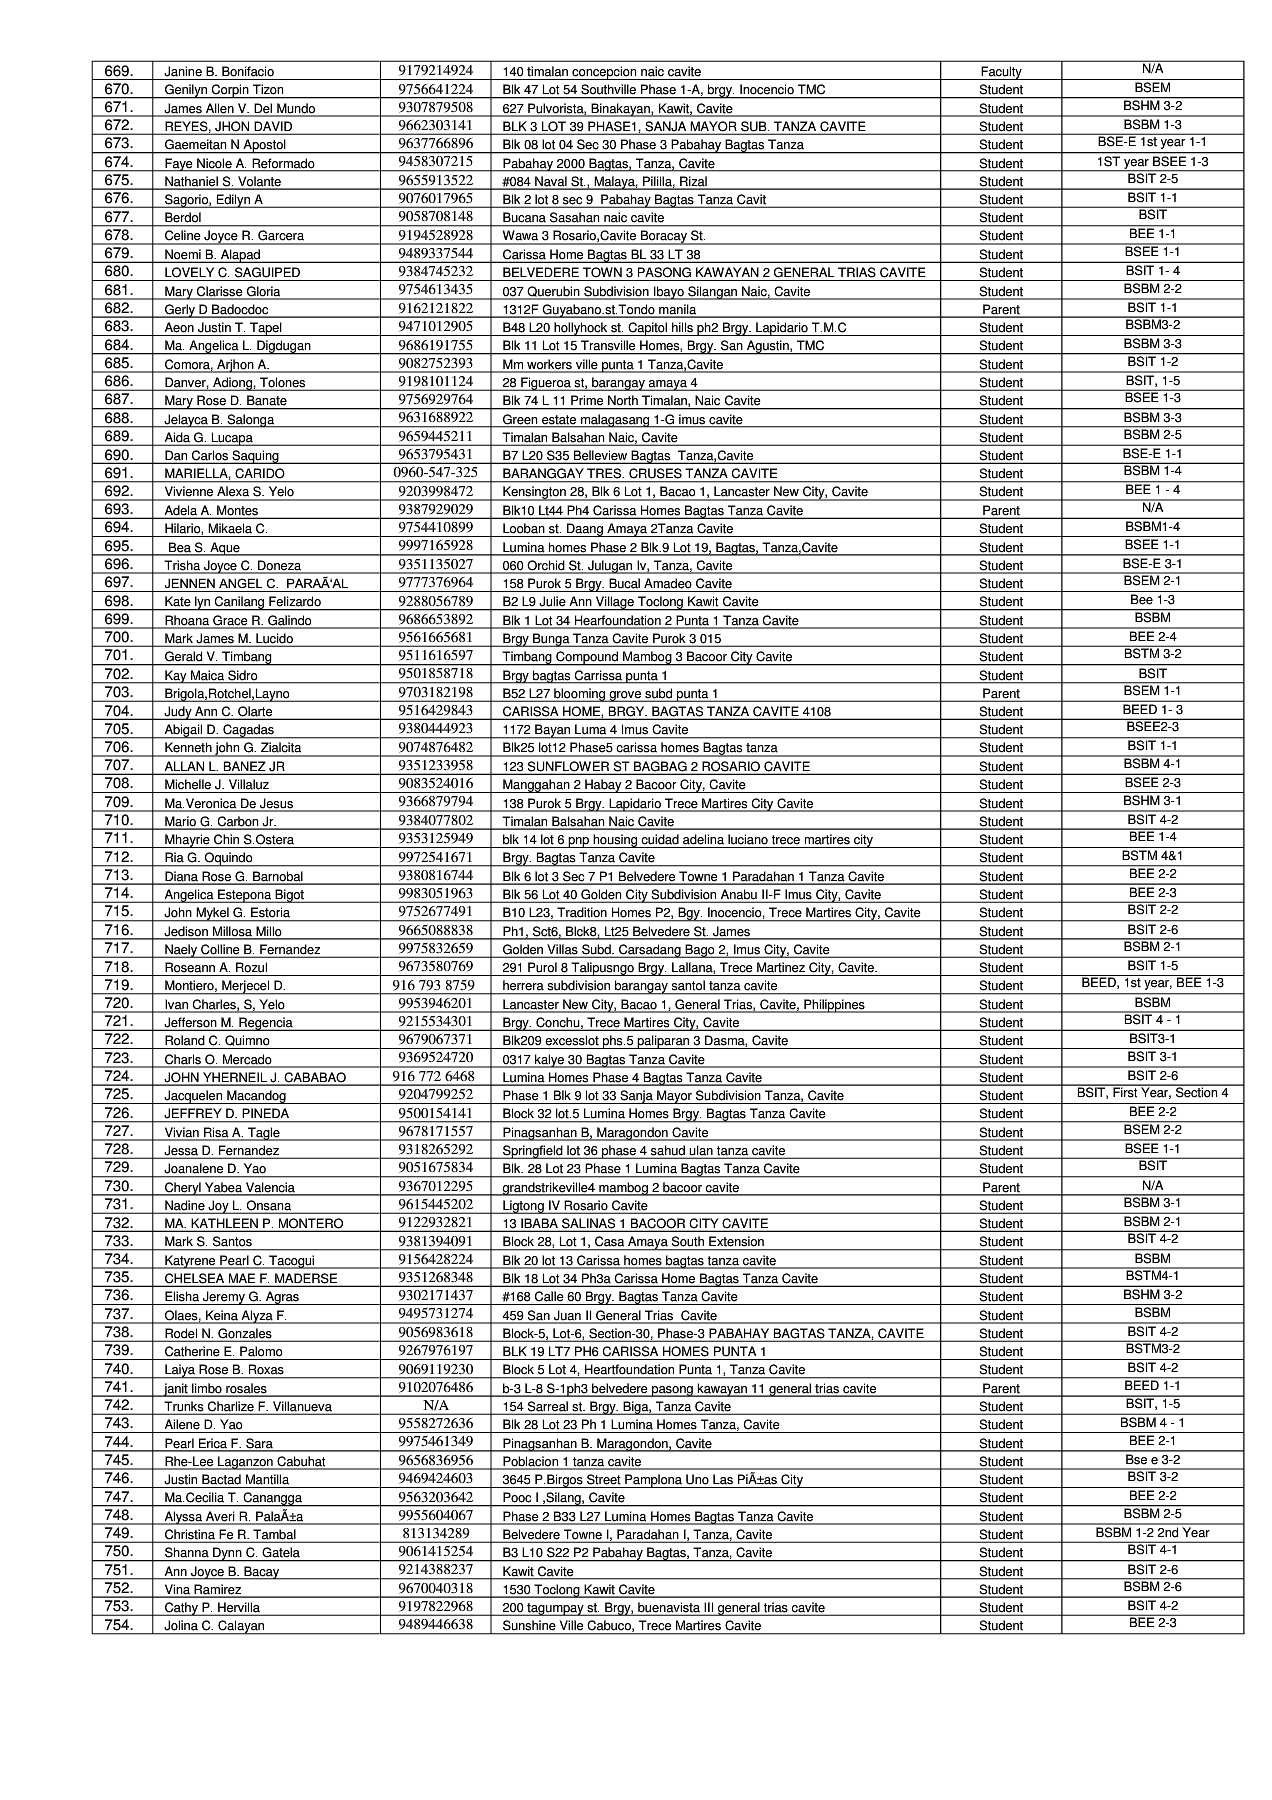 669. Janine B. Bonifacio 9179214924 140 timalan concepcion naic cavite Faculty N/A
670. Genilyn Corpin Tizon 9756641224 Blk 47 Lot 54 Southville Phase 1-A, brgy. Inocencio TMC Student BSEM
671. James Allen V. Del Mundo 9307879508 627 Pulvorista, Binakayan, Kawit, Cavite Student BSHM 3-2
672. REYES, JHON DAVID 9662303141 BLK 3 LOT 39 PHASE1, SANJA MAYOR SUB. TANZA CAVITE Student BSBM 1-3
673. Gaemeitan N Apostol 9637766896 Blk 08 lot 04 Sec 30 Phase 3 Pabahay Bagtas Tanza Student BSE-E 1st year 1-1
674. Faye Nicole A. Reformado 9458307215 Pabahay 2000 Bagtas, Tanza, Cavite Student 1ST year BSEE 1-3
675. Nathaniel S. Volante 9655913522 #084 Naval St., Malaya, Pililla, Rizal Student BSIT 2-5
676. Sagorio, Edilyn A 9076017965 Blk 2 lot 8 sec 9 Pabahay Bagtas Tanza Cavit Student BSIT 1-1
677. Berdol 9058708148 Bucana Sasahan naic cavite Student BSIT
678. Celine Joyce R. Garcera 9194528928 Wawa 3 Rosario,Cavite Boracay St. Student BEE 1-1
679. Noemi B. Alapad 9489337544 Carissa Home Bagtas BL 33 LT 38 Student BSEE 1-1
680. LOVELY C. SAGUIPED 9384745232 BELVEDERE TOWN 3 PASONG KAWAYAN 2 GENERAL TRIAS CAVITE Student BSIT 1- 4
681. Mary Clarisse Gloria 9754613435 037 Querubin Subdivision Ibayo Silangan Naic, Cavite Student BSBM 2-2
682. Gerly D Badocdoc 9162121822 1312F Guyabano.st.Tondo manila Parent BSIT 1-1
683. Aeon Justin T. Tapel 9471012905 B48 L20 hollyhock st. Capitol hills ph2 Brgy. Lapidario T.M.C Student BSBM3-2
684. Ma. Angelica L. Digdugan 9686191755 Blk 11 Lot 15 Transville Homes, Brgy. San Agustin, TMC Student BSBM 3-3
685. Comora, Arjhon A. 9082752393 Mm workers ville punta 1 Tanza,Cavite Student BSIT 1-2
686. Danver, Adiong, Tolones 9198101124 28 Figueroa st, barangay amaya 4 Student BSIT, 1-5
687. Mary Rose D. Banate 9756929764 Blk 74 L 11 Prime North Timalan, Naic Cavite Student BSEE 1-3
688. Jelayca B. Salonga 9631688922 Green estate malagasang 1-G imus cavite Student BSBM 3-3
689. Aida G. Lucapa 9659445211 Timalan Balsahan Naic, Cavite Student BSBM 2-5
690. Dan Carlos Saquing 9653795431 B7 L20 S35 Belleview Bagtas Tanza,Cavite Student BSE-E 1-1
691. MARIELLA, CARIDO 0960-547-325 BARANGGAY TRES. CRUSES TANZA CAVITE Student BSBM 1-4
692. Vivienne Alexa S. Yelo 9203998472 Kensington 28, Blk 6 Lot 1, Bacao 1, Lancaster New City, Cavite Student BEE 1 - 4
693. Adela A. Montes 9387929029 Blk10 Lt44 Ph4 Carissa Homes Bagtas Tanza Cavite Parent N/A
694. Hilario, Mikaela C. 9754410899 Looban st. Daang Amaya 2Tanza Cavite Student BSBM1-4
695. Bea S. Aque 9997165928 Lumina homes Phase 2 Blk.9 Lot 19, Bagtas, Tanza,Cavite Student BSEE 1-1
696. Trisha Joyce C. Doneza 9351135027 060 Orchid St. Julugan Iv, Tanza, Cavite Student BSE-E 3-1
697. JENNEN ANGEL C. PARAÃ‘AL 9777376964 158 Purok 5 Brgy. Bucal Amadeo Cavite Student BSEM 2-1
698. Kate lyn Canilang Felizardo 9288056789 B2 L9 Julie Ann Village Toclong Kawit Cavite Student Bee 1-3
699. Rhoana Grace R. Galindo 9686653892 Blk 1 Lot 34 Hearfoundation 2 Punta 1 Tanza Cavite Student BSBM
700. Mark James M. Lucido 9561665681 Brgy Bunga Tanza Cavite Purok 3 015 Student BEE 2-4
701. Gerald V. Timbang 9511616597 Timbang Compound Mambog 3 Bacoor City Cavite Student BSTM 3-2
702. Kay Maica Sidro 9501858718 Brgy bagtas Carrissa punta 1 Student BSIT
703. Brigola,Rotchel,Layno 9703182198 B52 L27 blooming grove subd punta 1 Parent BSEM 1-1
704. Judy Ann C. Olarte 9516429843 CARISSA HOME, BRGY. BAGTAS TANZA CAVITE 4108 Student BEED 1- 3
705. Abigail D. Cagadas 9380444923 1172 Bayan Luma 4 Imus Cavite Student BSEE2-3
706. Kenneth john G. Zialcita 9074876482 Blk25 lot12 Phase5 carissa homes Bagtas tanza Student BSIT 1-1
707. ALLAN L. BANEZ JR 9351233958 123 SUNFLOWER ST BAGBAG 2 ROSARIO CAVITE Student BSBM 4-1
708. Michelle J. Villaluz 9083524016 Manggahan 2 Habay 2 Bacoor City, Cavite Student BSEE 2-3
709. Ma.Veronica De Jesus 9366879794 138 Purok 5 Brgy. Lapidario Trece Martires City Cavite Student BSHM 3-1
710. Mario G. Carbon Jr. 9384077802 Timalan Balsahan Naic Cavite Student BSIT 4-2
711. Mhayrie Chin S.Ostera 9353125949 blk 14 lot 6 pnp housing cuidad adelina luciano trece martires city Student BEE 1-4
712. Ria G. Oquindo 9972541671 Brgy. Bagtas Tanza Cavite Student BSTM 4&1
713. Diana Rose G. Barnobal 9380816744 Blk 6 lot 3 Sec 7 P1 Belvedere Towne 1 Paradahan 1 Tanza Cavite Student BEE 2-2
714. Angelica Estepona Bigot 9983051963 Blk 56 Lot 40 Golden City Subdivision Anabu II-F Imus City, Cavite Student BEE 2-3
715. John Mykel G. Estoria 9752677491 B10 L23, Tradition Homes P2, Bgy. Inocencio, Trece Martires City, Cavite Student BSIT 2-2
716. Jedison Millosa Millo 9665088838 Ph1, Sct6, Blck8, Lt25 Belvedere St. James Student BSIT 2-6
717. Naely Colline B. Fernandez 9975832659 Golden Villas Subd. Carsadang Bago 2, Imus City, Cavite Student BSBM 2-1
718. Roseann A. Rozul 9673580769 291 Purol 8 Talipusngo Brgy. Lallana, Trece Martinez City, Cavite. Student BSIT 1-5
719. Montiero, Merjecel D. 916 793 8759 herrera subdivision barangay santol tanza cavite Student BEED, 1st year, BEE 1-3
720. Ivan Charles, S, Yelo 9953946201 Lancaster New City, Bacao 1, General Trias, Cavite, Philippines Student BSBM
721. Jefferson M. Regencia 9215534301 Brgy. Conchu, Trece Martires City, Cavite Student BSIT 4 - 1
722. Roland C. Quimno 9679067371 Blk209 excesslot phs.5 paliparan 3 Dasma, Cavite Student BSIT3-1
723. Charls O. Mercado 9369524720 0317 kalye 30 Bagtas Tanza Cavite Student BSIT 3-1
724. JOHN YHERNEIL J. CABABAO 916 772 6468 Lumina Homes Phase 4 Bagtas Tanza Cavite Student BSIT 2-6
725. Jacquelen Macandog 9204799252 Phase 1 Blk 9 lot 33 Sanja Mayor Subdivision Tanza, Cavite Student BSIT, First Year, Section 4
726. JEFFREY D. PINEDA 9500154141 Block 32 lot.5 Lumina Homes Brgy. Bagtas Tanza Cavite Student BEE 2-2
727. Vivian Risa A. Tagle 9678171557 Pinagsanhan B, Maragondon Cavite Student BSEM 2-2
728. Jessa D. Fernandez 9318265292 Springfield lot 36 phase 4 sahud ulan tanza cavite Student BSEE 1-1
729. Joanalene D. Yao 9051675834 Blk. 28 Lot 23 Phase 1 Lumina Bagtas Tanza Cavite Student BSIT
730. Cheryl Yabea Valencia 9367012295 grandstrikeville4 mambog 2 bacoor cavite Parent N/A
731. Nadine Joy L. Onsana 9615445202 Ligtong IV Rosario Cavite Student BSBM 3-1
732. MA. KATHLEEN P. MONTERO 9122932821 13 IBABA SALINAS 1 BACOOR CITY CAVITE Student BSBM 2-1
733. Mark S. Santos 9381394091 Block 28, Lot 1, Casa Amaya South Extension Student BSIT 4-2
734. Katyrene Pearl C. Tacogui 9156428224 Blk 20 lot 13 Carissa homes bagtas tanza cavite Student BSBM
735. CHELSEA MAE F. MADERSE 9351268348 Blk 18 Lot 34 Ph3a Carissa Home Bagtas Tanza Cavite Student BSTM4-1
736. Elisha Jeremy G. Agras 9302171437 #168 Calle 60 Brgy. Bagtas Tanza Cavite Student BSHM 3-2
737. Olaes, Keina Alyza F. 9495731274 459 San Juan II General Trias Cavite Student BSBM
738. Rodel N. Gonzales 9056983618 Block-5, Lot-6, Section-30, Phase-3 PABAHAY BAGTAS TANZA, CAVITE Student BSIT 4-2
739. Catherine E. Palomo 9267976197 BLK 19 LT7 PH6 CARISSA HOMES PUNTA 1 Student BSTM3-2
740. Laiya Rose B. Roxas 9069119230 Block 5 Lot 4, Heartfoundation Punta 1, Tanza Cavite Student BSIT 4-2
741. janit limbo rosales 9102076486 b-3 L-8 S-1ph3 belvedere pasong kawayan 11 general trias cavite Parent BEED 1-1
742. Trunks Charlize F. Villanueva N/A 154 Sarreal st. Brgy. Biga, Tanza Cavite Student BSIT, 1-5
743. Ailene D. Yao 9558272636 Blk 28 Lot 23 Ph 1 Lumina Homes Tanza, Cavite Student BSBM 4 - 1
744. Pearl Erica F. Sara 9975461349 Pinagsanhan B. Maragondon, Cavite Student BEE 2-1
745. Rhe-Lee Laganzon Cabuhat 9656836956 Poblacion 1 tanza cavite Student Bse e 3-2
746. Justin Bactad Mantilla 9469424603 3645 P.Birgos Street Pamplona Uno Las PiÃ±as City Student BSIT 3-2
747. Ma.Cecilia T. Canangga 9563203642 Pooc I ,Silang, Cavite Student BEE 2-2
748. Alyssa Averi R. PalaÃ±a 9955604067 Phase 2 B33 L27 Lumina Homes Bagtas Tanza Cavite Student BSBM 2-5
749. Christina Fe R. Tambal 813134289 Belvedere Towne I, Paradahan I, Tanza, Cavite Student BSBM 1-2 2nd Year
750. Shanna Dynn C. Gatela 9061415254 B3 L10 S22 P2 Pabahay Bagtas, Tanza, Cavite Student BSIT 4-1
751. Ann Joyce B. Bacay 9214388237 Kawit Cavite Student BSIT 2-6
752. Vina Ramirez 9670040318 1530 Toclong Kawit Cavite Student BSBM 2-6
753. Cathy P. Hervilla 9197822968 200 tagumpay st. Brgy, buenavista III general trias cavite Student BSIT 4-2
754. Jolina C. Calayan 9489446638 Sunshine Ville Cabuco, Trece Martires Cavite Student BEE 2-3